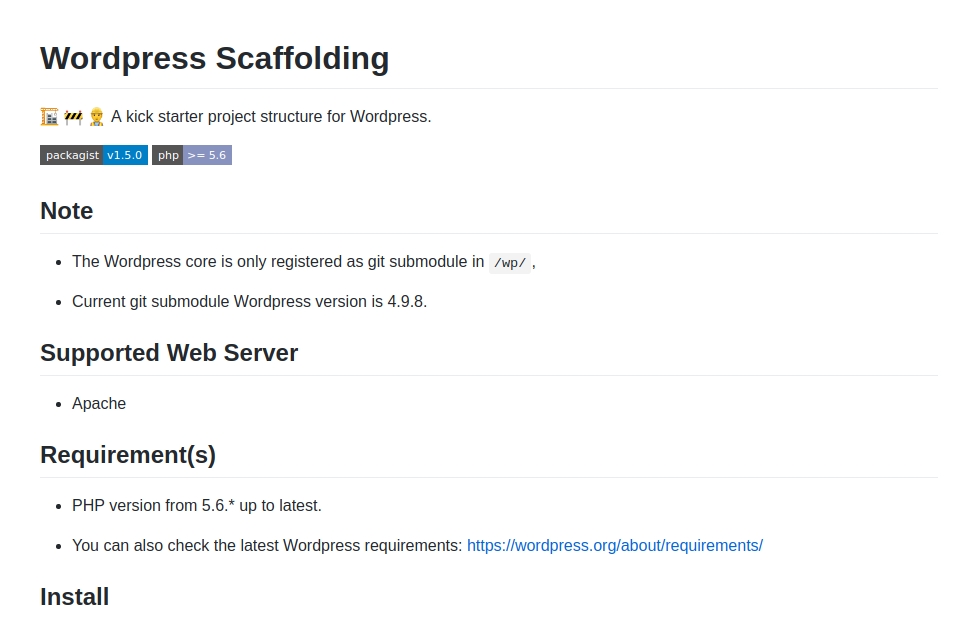 Wordpress Scaffolding
🏗 🚧 👷 A kick starter project structure for Wordpress.
packagist v1.5.0 php >= 5.6
Note
• The Wordpress core is only registered as git submodule in /wp/,
• Current git submodule Wordpress version is 4.9.8.
Supported Web Server
• Apache
Requirement(s)
• PHP version from 5.6.* up to latest.
• You can also check the latest Wordpress requirements: https://wordpress.org/about/requirements/
Install